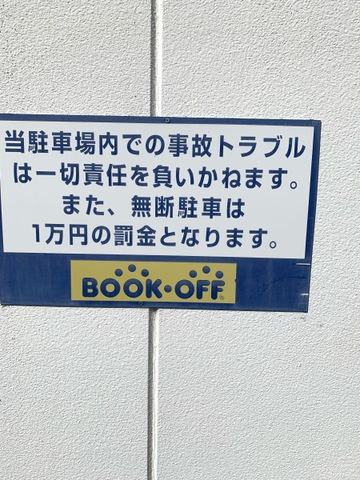 当駐車場内での事故トラブル
は一切責任を負いかねます。
また、無断駐車は
1万円の罰金となります。
BOOK・OFF